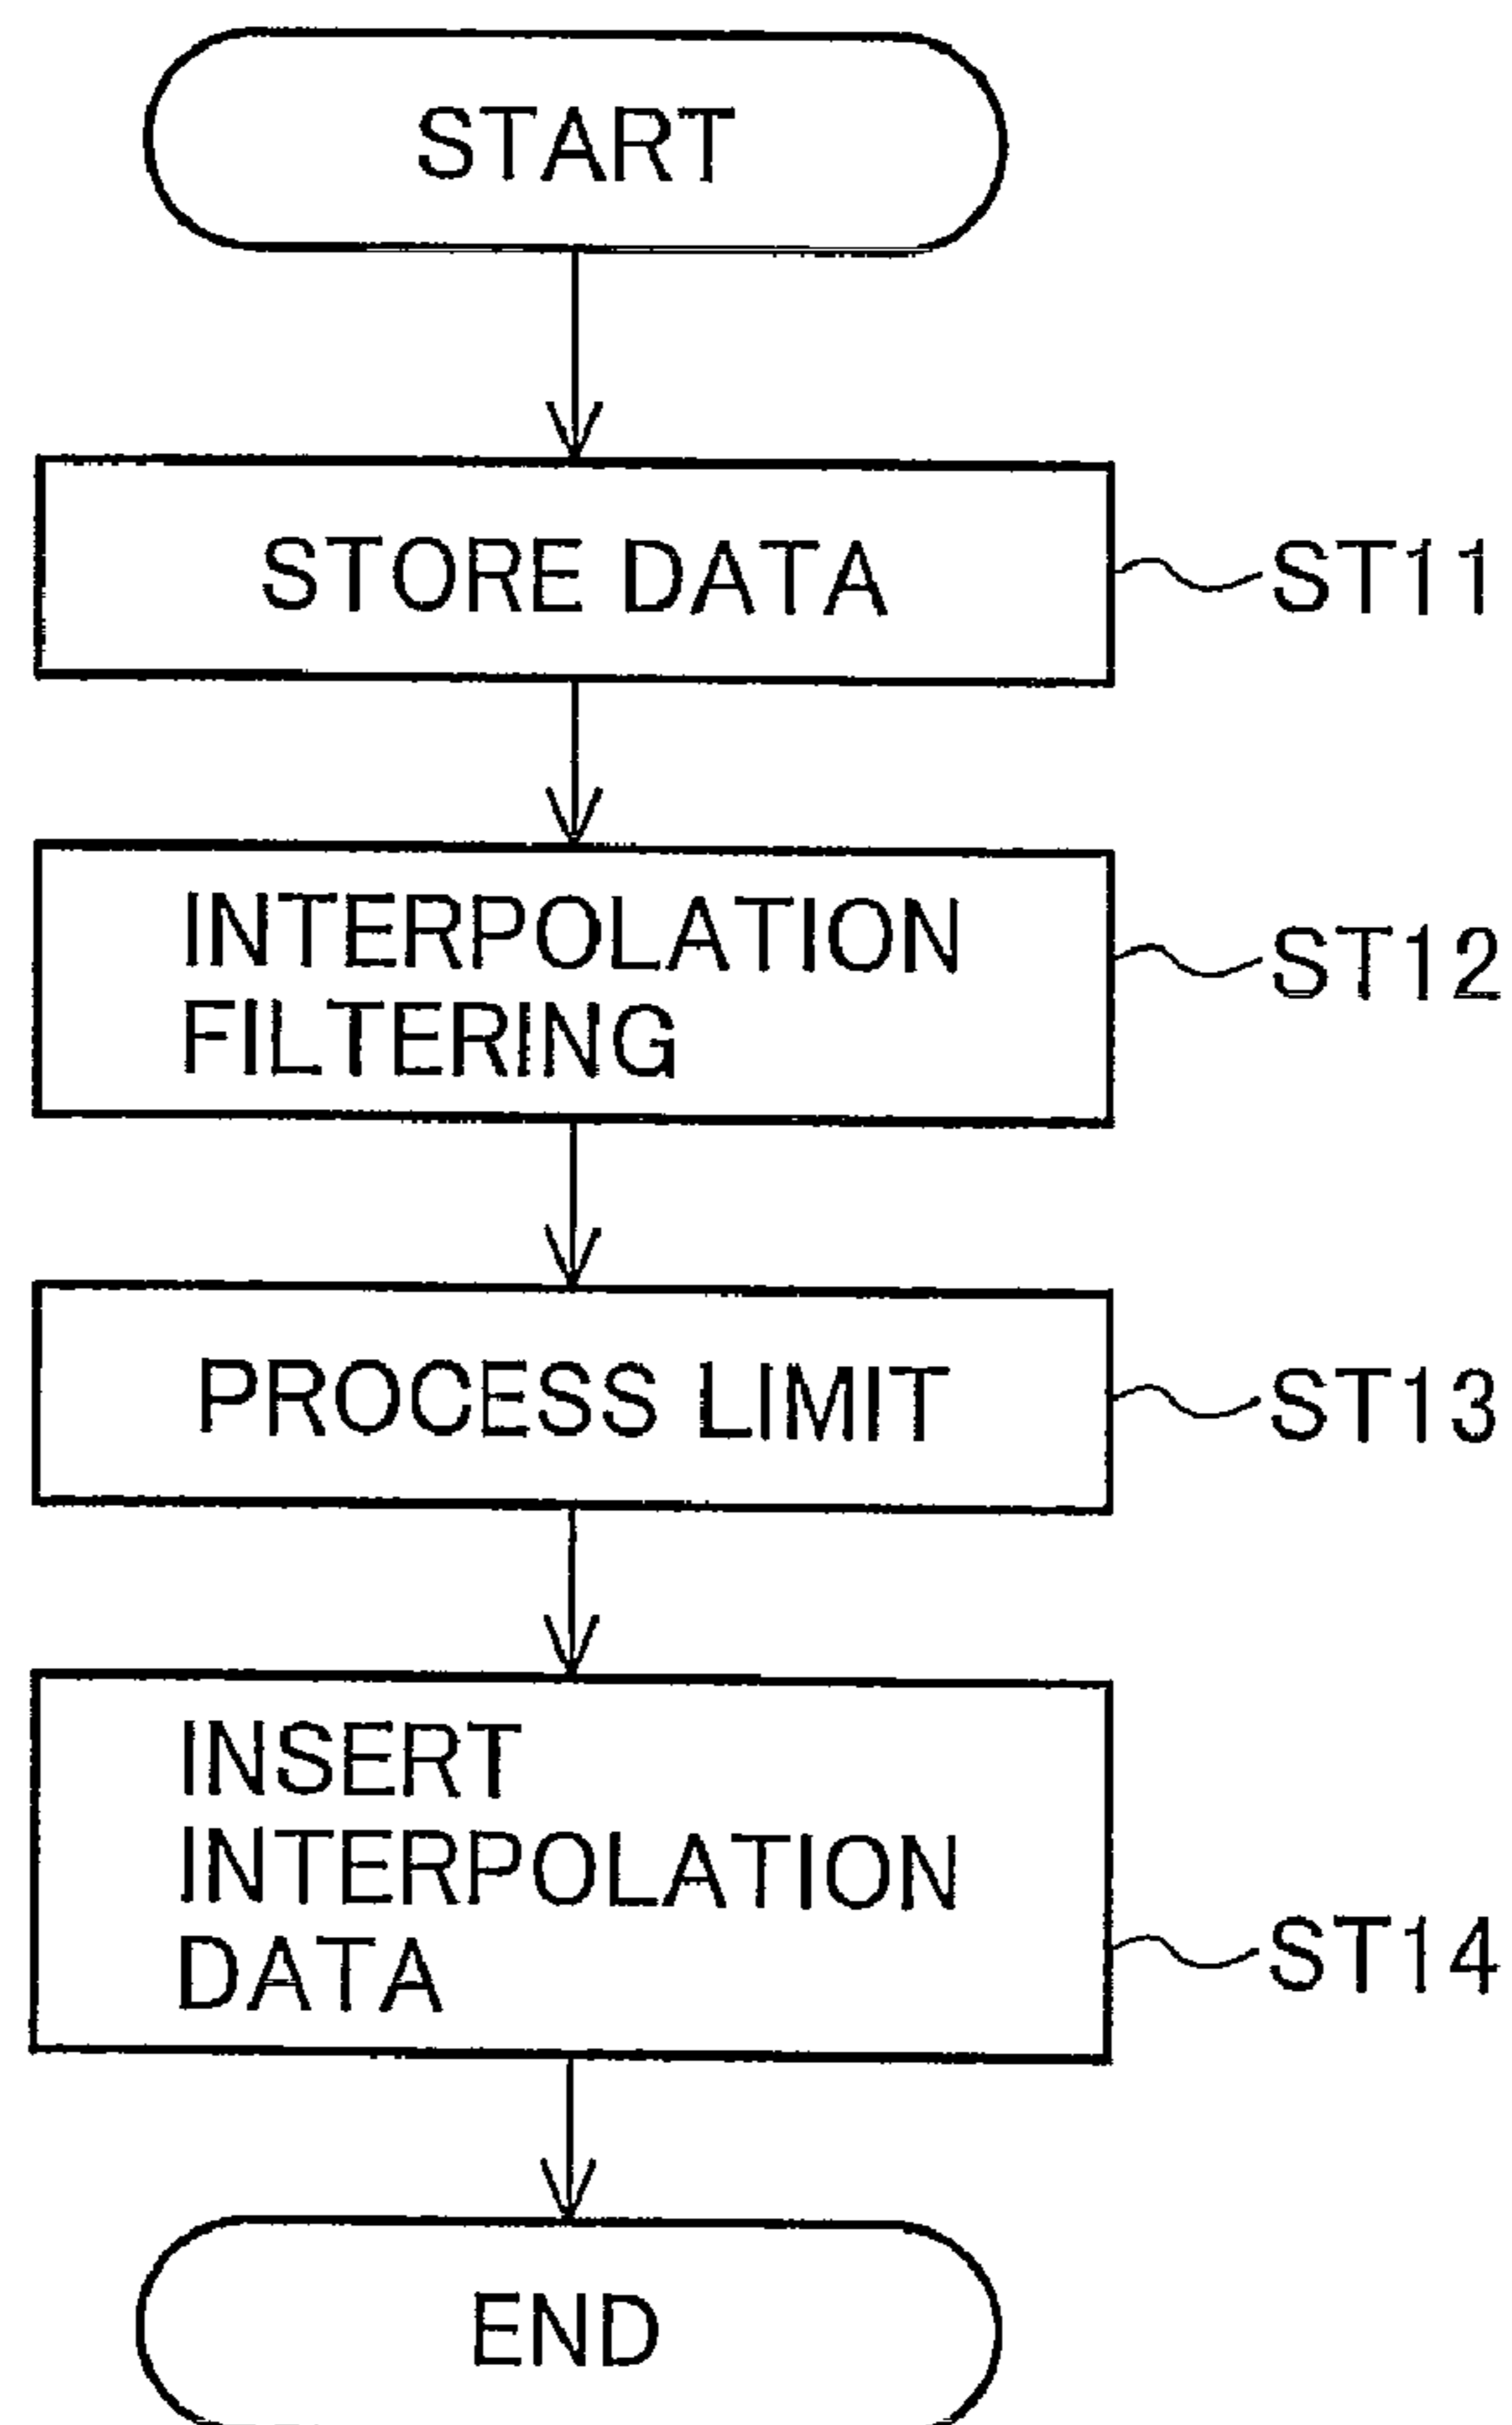 START
STORE DATA
ST11
INTERPOLATION
FILTERING
ST12
PROCESS LIMIT
ST13
INSERT
INTERPOLATION
DATA
ST14
END